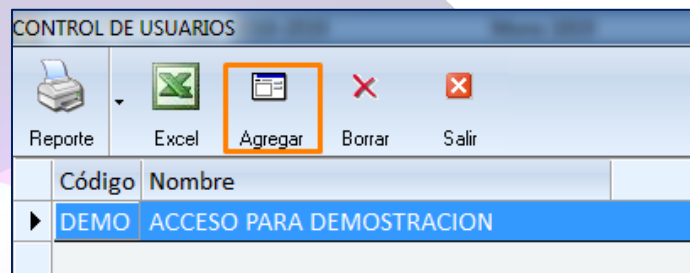 CONTROL DE USUARIOS
Reporte Excel Agregar Borrar Salir
Código Nombre
DEMO ACCESO PARA DEMOSTRACION